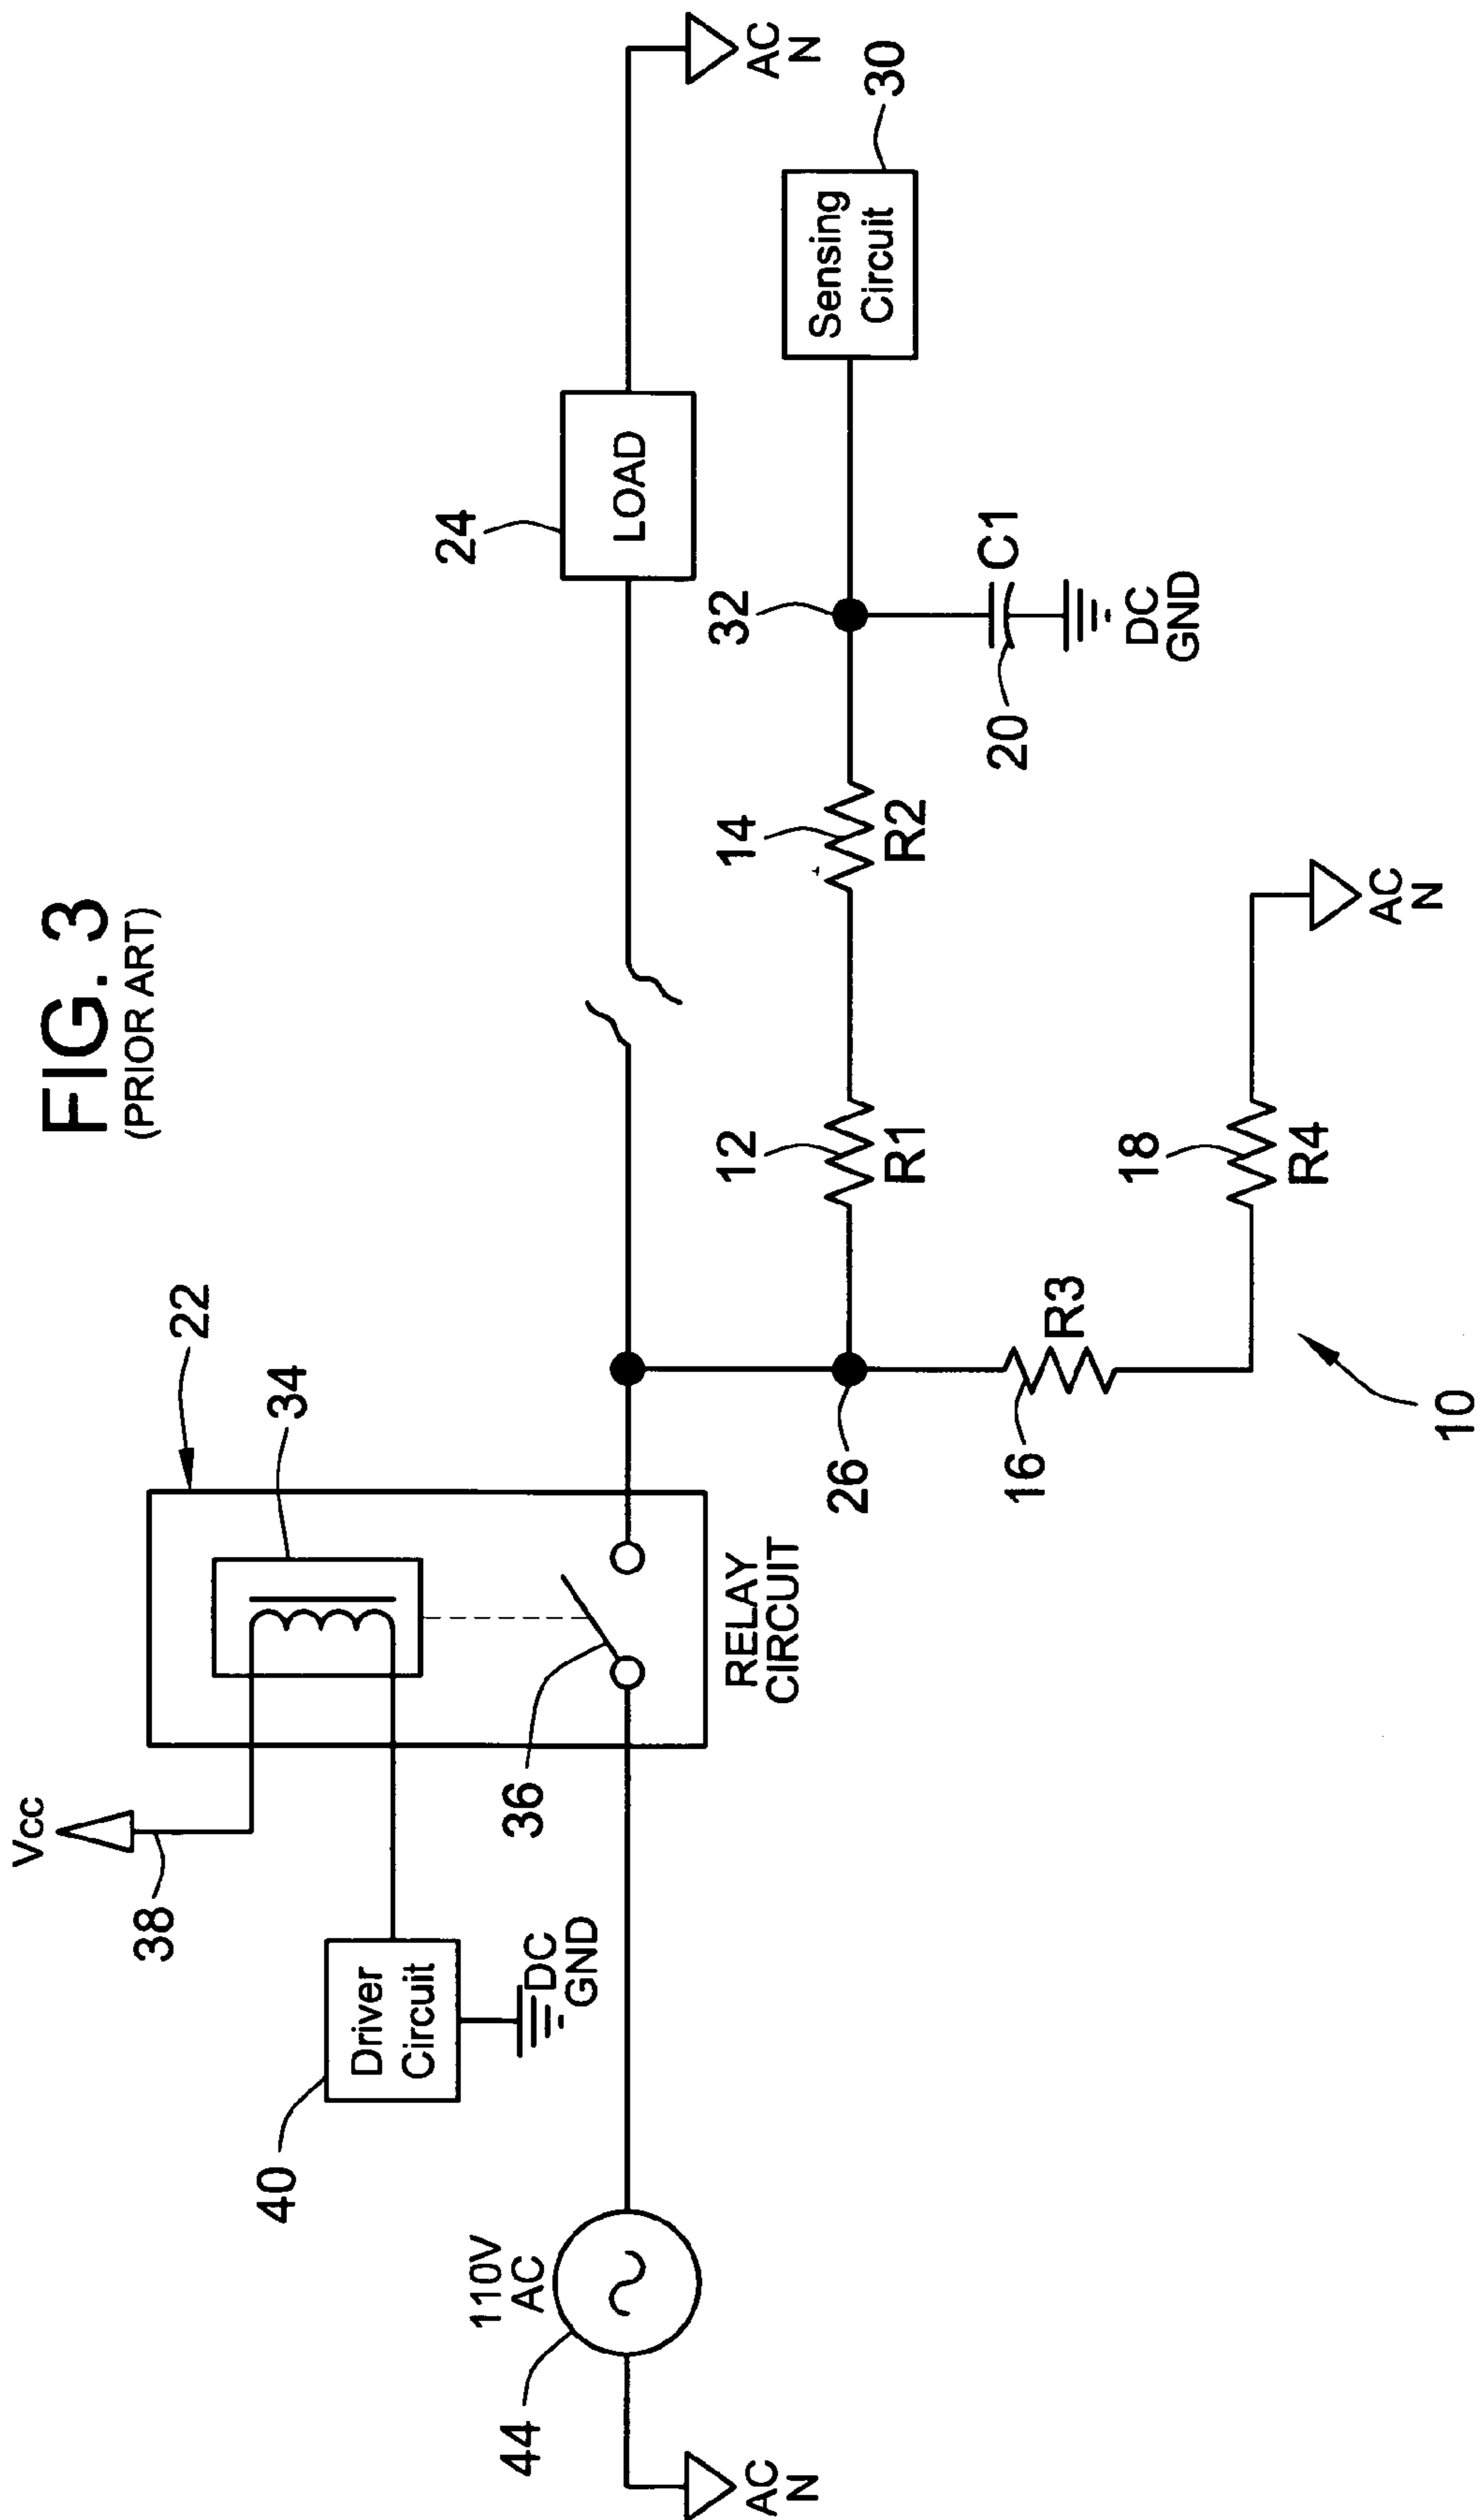 FIG. 3
(PRIOR ART)
Vcc
38
22
34
40
Driver
Circuit
DC
GND
36
RELAY
CIRCUIT
110V
AC
44
AC
N
24
LOAD
AC
N
26
12
R1
14
R2
32
Sensing
Circuit
30
20
C1
DC
GND
16
R3
18
R4
AC
N
10